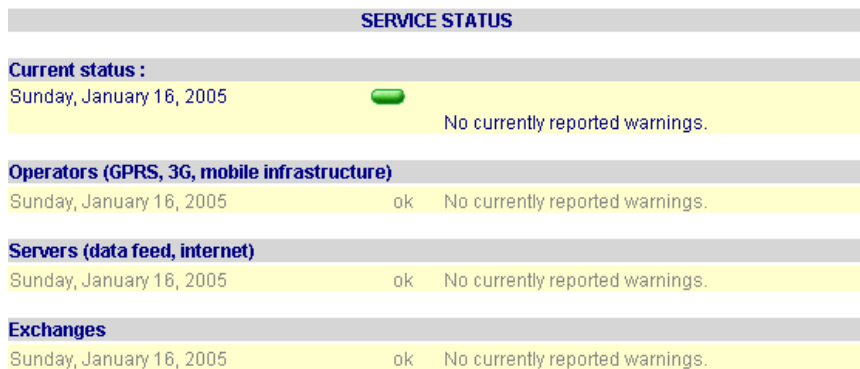 SERVICE STATUS
Current status :
Sunday, January 16, 2005
No currently reported warnings.
Operators (GPRS, 3G, mobile infrastructure)
Sunday, January 16, 2005 ok No currently reported warnings.
Servers (data feed, internet)
Sunday, January 16, 2005 ok No currently reported warnings.
Exchanges
Sunday, January 16, 2005 ok No currently reported warnings.